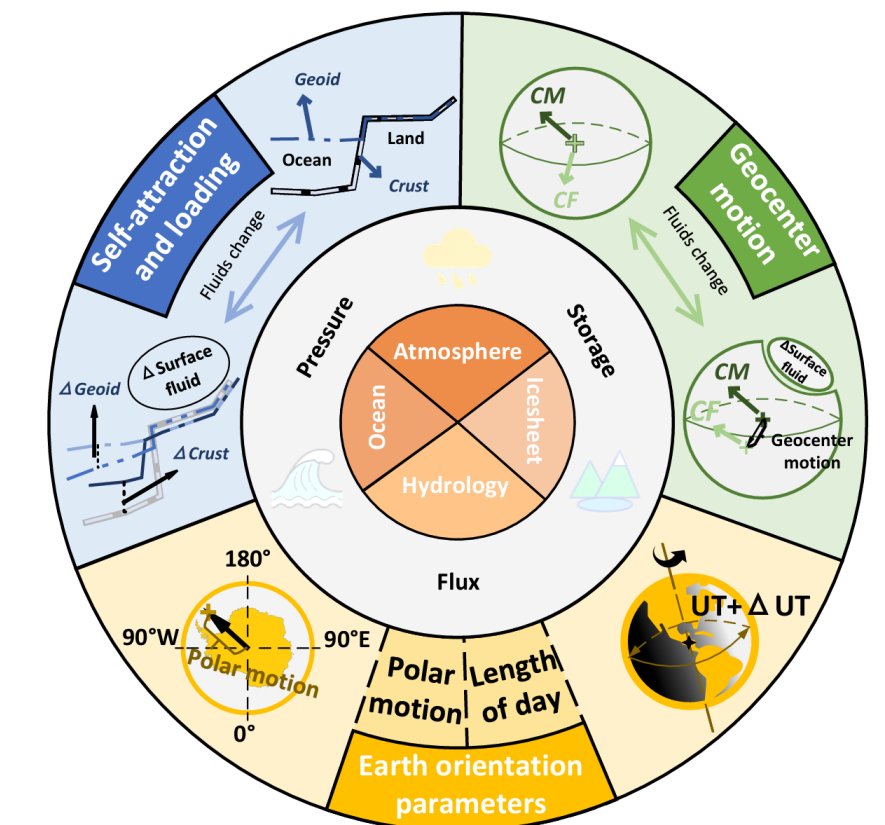 Self-attraction
and loading
Geoid
Ocean
Land
Crust
Fluids change
Δ Surface
fluid
Δ Geoid
Δ Crust
Geocenter
motion
CM
CF
Fluids change
ΔSurface
fluid
CM
CF
Geocenter
motion
Pressure
Storage
Flux
Atmosphere
Ocean
Icesheet
Hydrology
180°
90°W
90°E
Polar motion
0°
Polar
motion
Length
of day
UT+ Δ UT
Earth orientation
parameters